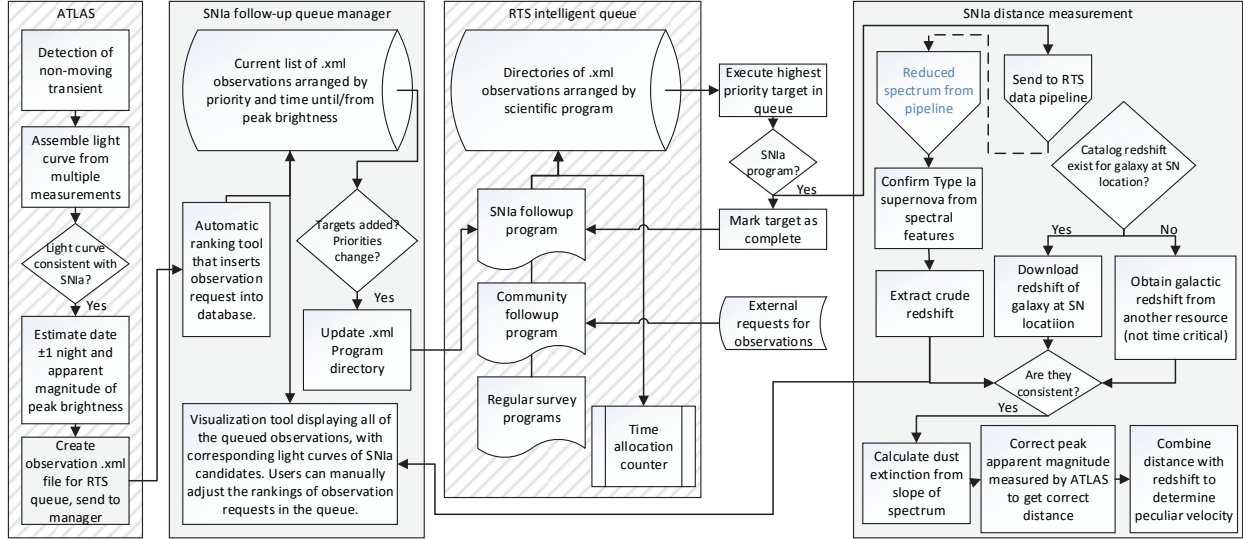 ATLAS
Detection of
non-moving
transient
Assemble light
curve from
multiple
measurements
Light curve
consistent with
SNIa?
Yes
Estimate date
±1 night and
apparent
magnitude of
peak brightness
Create
observation .xml
file for RTS
queue, send to
manager
SNIa follow-up queue manager
Current list of .xml
observations arranged by
priority and time until/from
peak brightness
Automatic
ranking tool
that inserts
observation
request into
database.
Targets added?
Priorities
change?
Yes
Update .xml
Program
directory
Visualization tool displaying all of
the queued observations, with
corresponding light curves of SNIa
candidates. Users can manually
adjust the rankings of observation
requests in the queue.
RTS intelligent queue
Directories of .xml
observations arranged by
scientific program
SNIa followup
program
Community
followup
program
Regular survey
programs
Time
allocation
counter
Execute highest
priority target in
queue
SNIa
program?
Yes
Mark target as
complete
External
requests for
observations
SNIa distance measurement
Reduced
spectrum from
pipeline
Send to RTS
data pipeline
Confirm Type Ia
supernova from
spectral
features
Extract crude
redshift
Catalog redshift
exist for galaxy at SN
location?
Yes
No
Download
redshift of
galaxy at SN
locatiion
Obtain galactic
redshift from
another resource
(not time critical)
Are they
consistent?
Yes
Calculate dust
extinction from
slope of
spectrum
Correct peak
apparent magnitude
measured by ATLAS
to get correct
distance
Combine
distance with
redshift to
determine
peculiar velocity